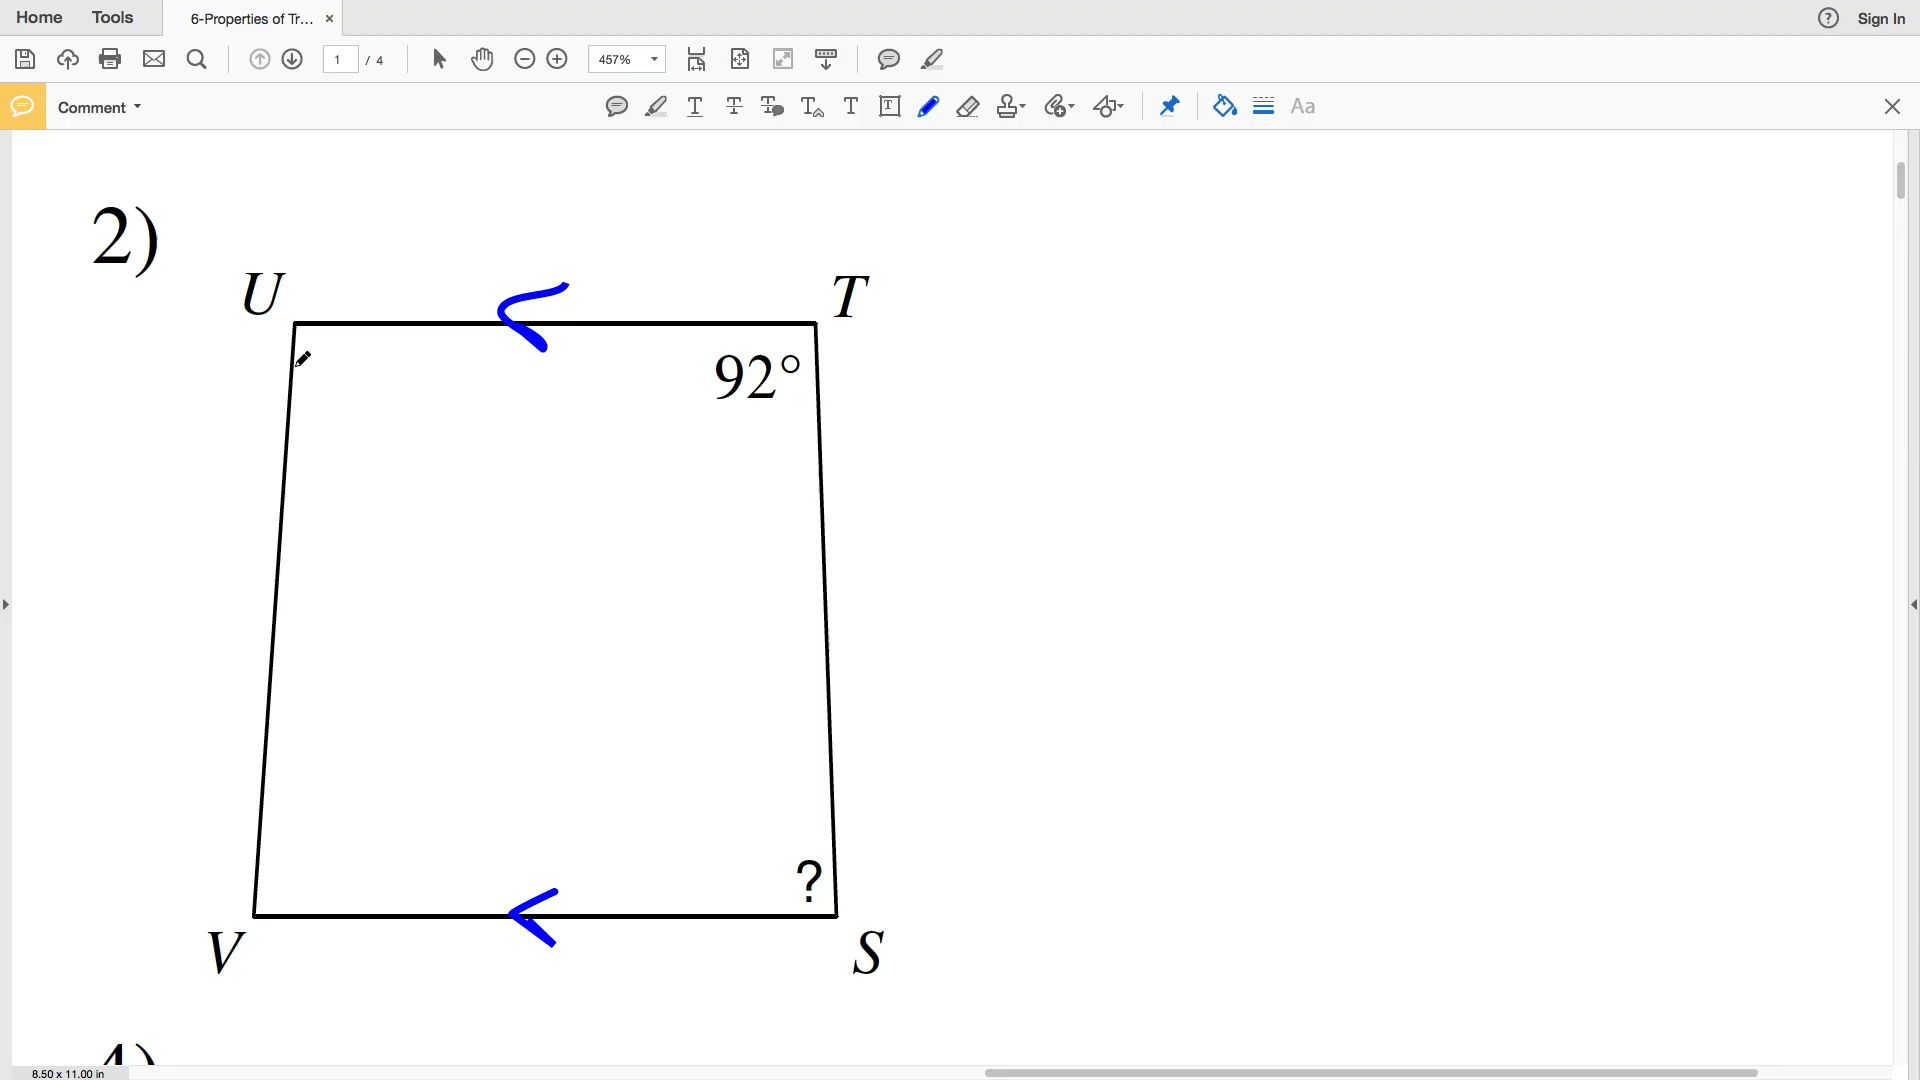 Home Tools 6-Properties of Tr... × ? Sign In
1 / 4 457%
Comment T T T T T T Aa
2)
U T
92°
?
V S
4)
8.50 x 11.00 in